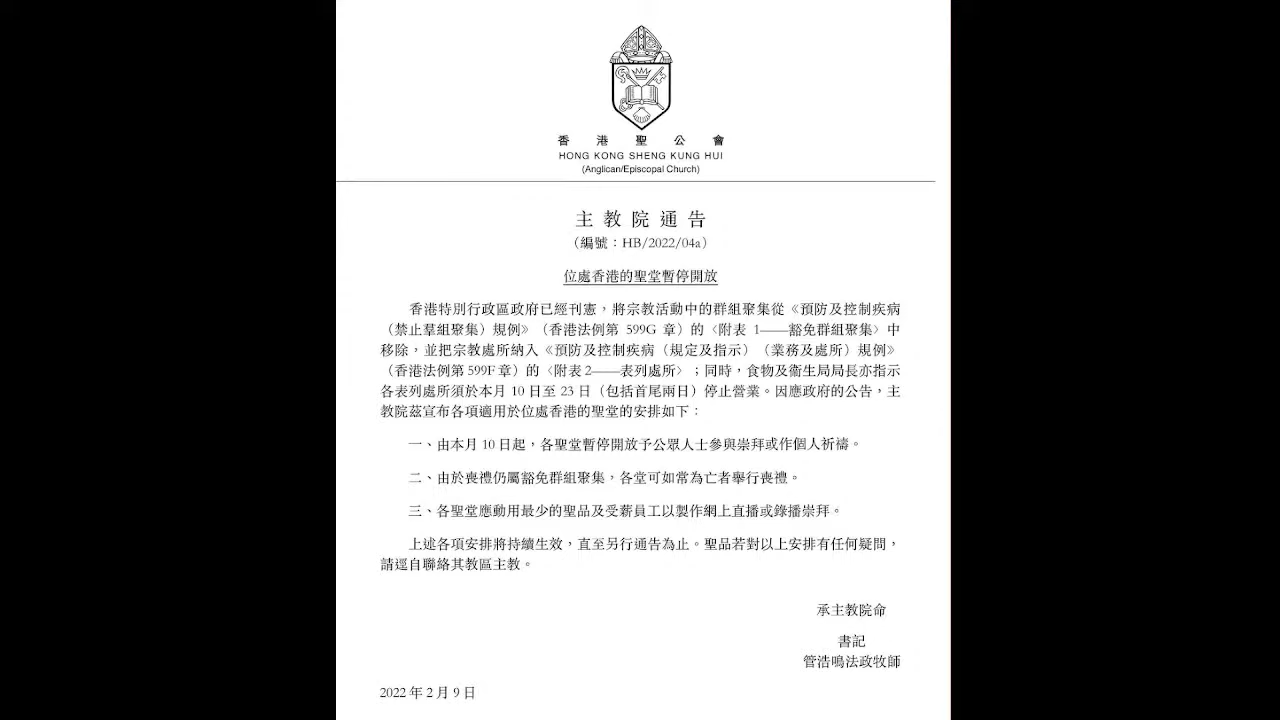 香港聖公會
HONG KONG SHENG KUNG HUI
(Anglican/Episcopal Church)
主教院通告
（編號：HB/2022/04a）
位處香港的聖堂暫停開放
香港特別行政區政府已經刊憲，將宗教活動中的群組聚集從《預防及控制疾病
（禁止羣組聚集）規例》（香港法例第 599G 章）的〈附表 1——豁免群組聚集〉中
移除，並把宗教處所納入《預防及控制疾病（規定及指示）（業務及處所）規例》
（香港法例第 599F 章）的〈附表 2——表列處所〉；同時，食物及衞生局局長亦指示
各表列處所須於本月 10 日至 23 日（包括首尾兩日）停止營業。因應政府的公告，主
教院茲宣布各項適用於位處香港的聖堂的安排如下：
一、由本月 10 日起，各聖堂暫停開放予公眾人士參與崇拜或作個人祈禱。
二、由於喪禮仍屬豁免群組聚集，各堂可如常為亡者舉行喪禮。
三、各聖堂應動用最少的聖品及受薪員工以製作網上直播或錄播崇拜。
上述各項安排將持續生效，直至另行通告為止。聖品若對以上安排有任何疑問，
請逕自聯絡其教區主教。
承主教院命
書記
管浩鳴法政牧師
2022 年 2 月 9 日